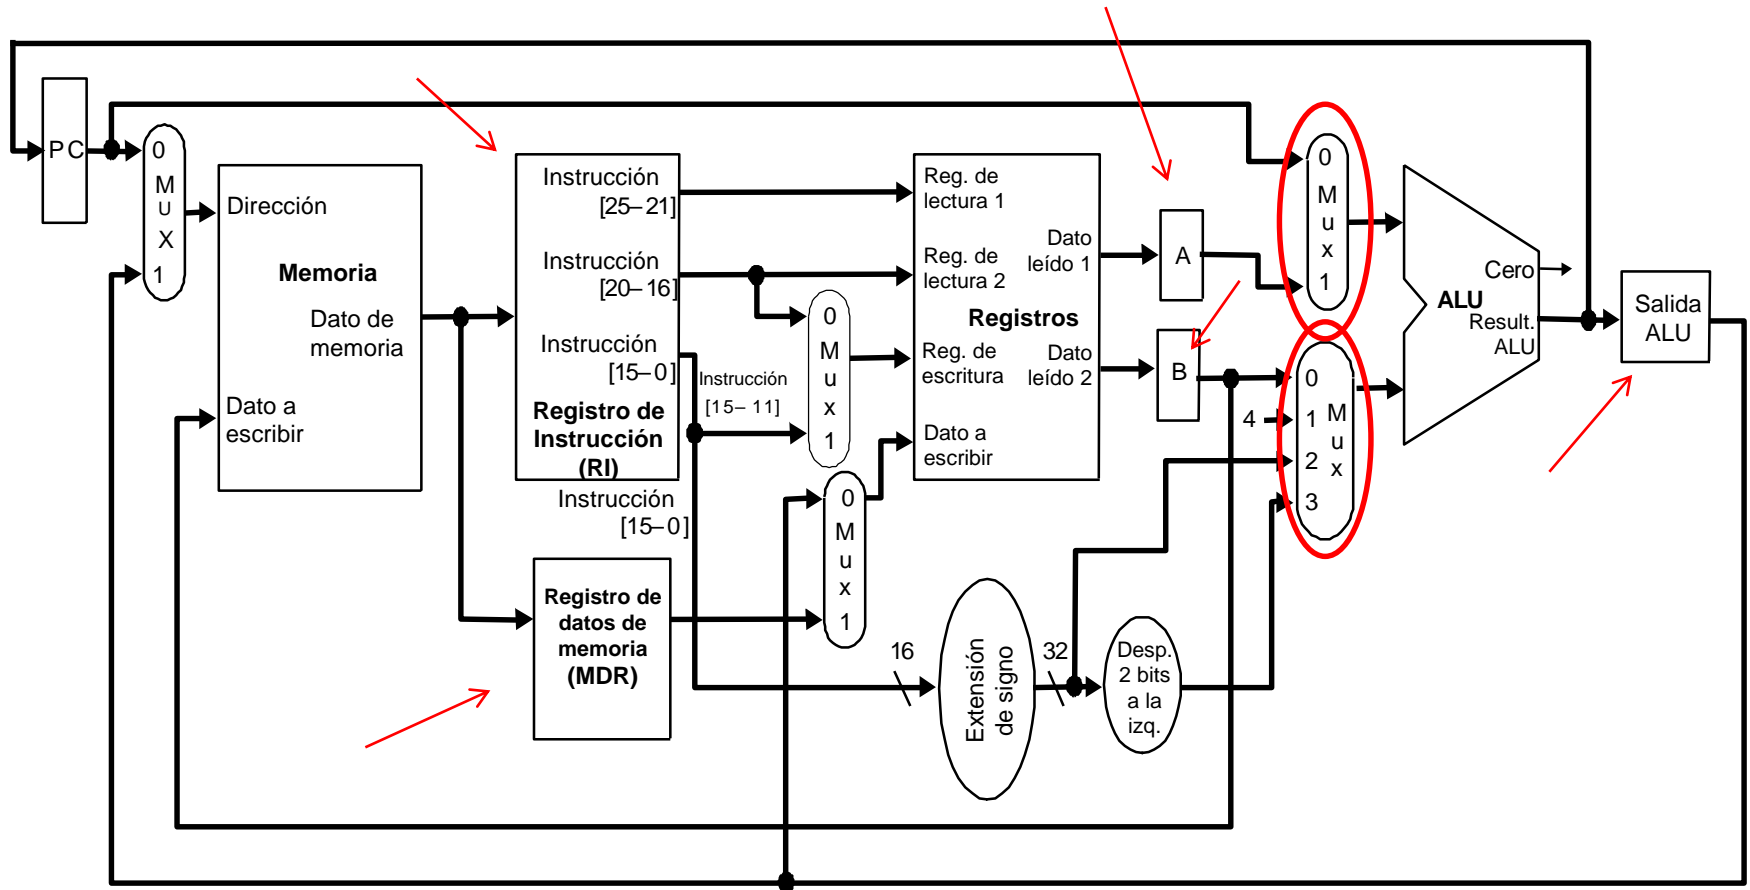 PC
0
M
U
X
1
Dirección
Memoria
Dato de
memoria
Dato a
escribir
Instrucción
[25–21]
Instrucción
[20–16]
Instrucción
[15–0]
Registro de
Instrucción
(RI)
Instrucción
[15–11]
Instrucción
[15–0]
Registro de
datos de
memoria
(MDR)
0
M
u
x
1
0
M
u
x
1
Reg. de
lectura 1
Reg. de
lectura 2
Registros
Reg. de
escritura
Dato a
escribir
Dato
leído 1
Dato
leído 2
A
B
4
0
M
u
x
1
0
1
2
3
M
u
x
ALU
Cero
Result.
ALU
Salida
ALU
16
Extensión
de signo
32
Desp.
2 bits
a la
izq.